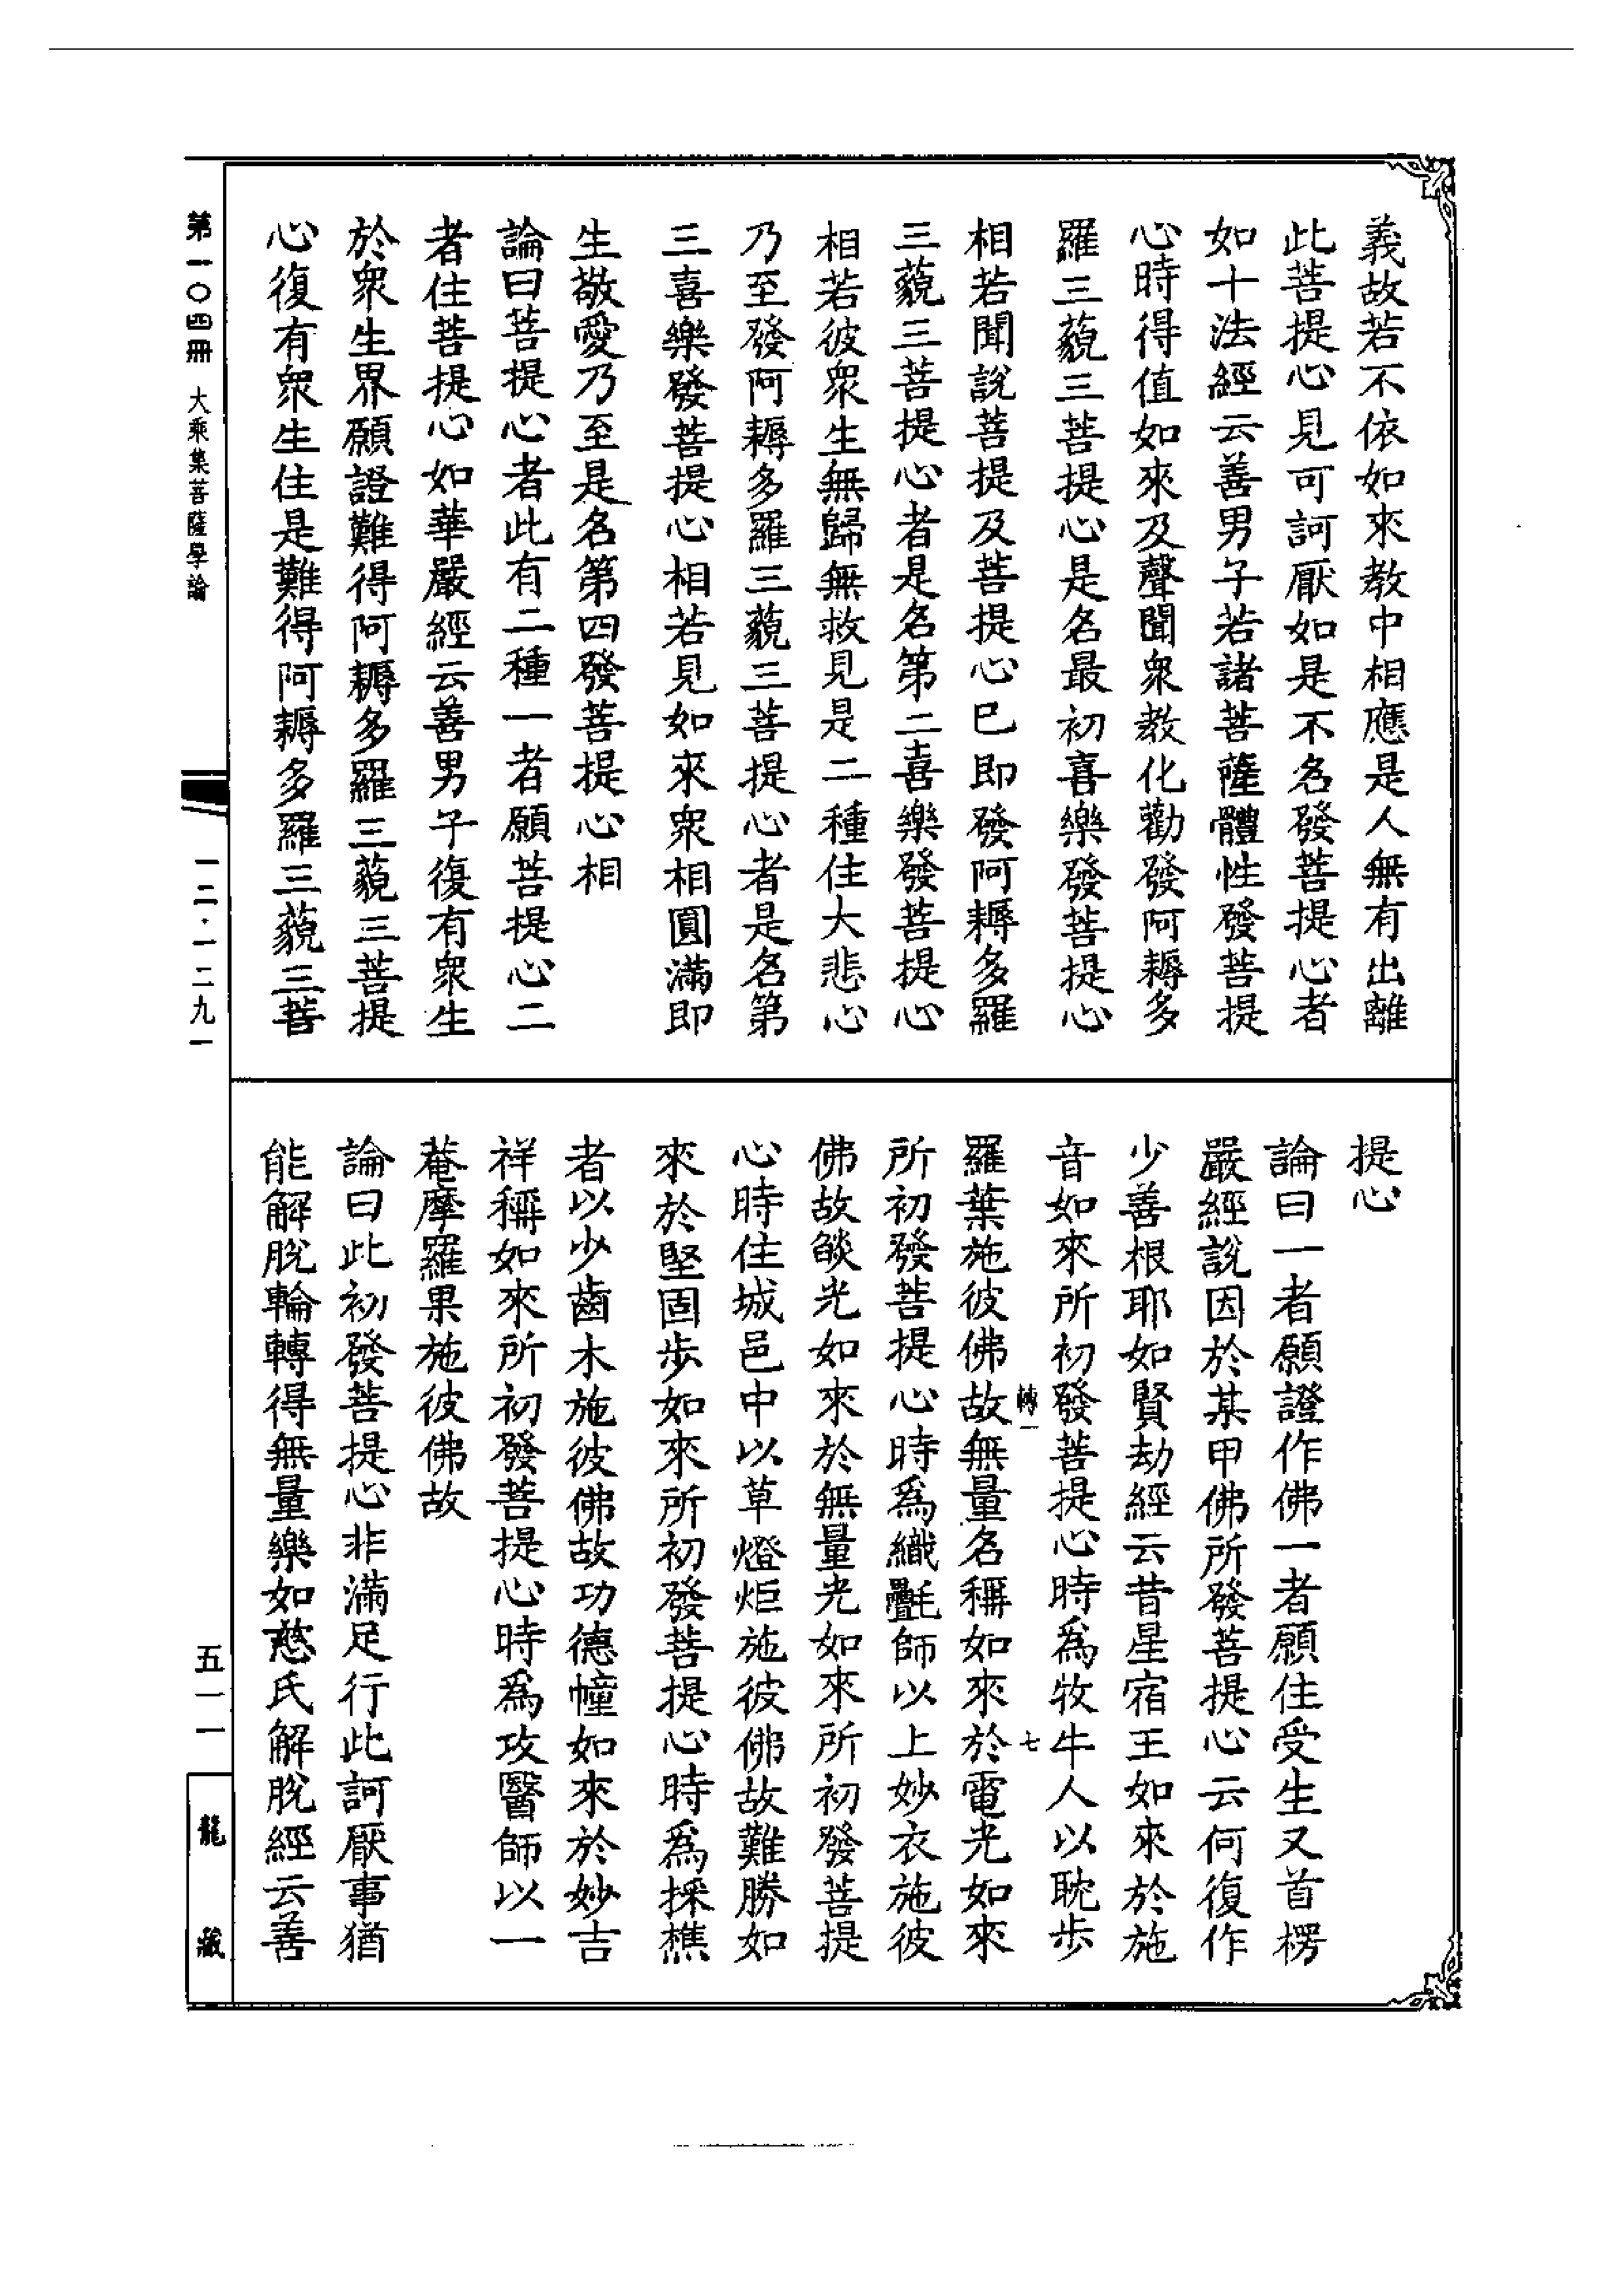 義故若不依如來教中相應是人無有出離
此菩提心見可訶厭如是不名發菩提心者
如十法經云善男子若諸菩薩體性發菩提
心時得值如來及聲聞衆教化勸發阿耨多
羅三藐三菩提心是名最初喜樂發菩提心
相若聞說菩提及菩提心已即發阿耨多羅
三藐三菩提心者是名第二喜樂發菩提心
相若彼衆生無歸無救見是二種住大悲心
乃至發阿耨多羅三藐三菩提心者是名第
三喜樂發菩提心相若見如來衆相圓滿即
生敬愛乃至是名第四發菩提心相
論曰菩提心者此有二種一者願菩提心二
者住菩提心如華嚴經云善男子復有衆生
於衆生界願證難得阿耨多羅三藐三菩提
心復有衆生住是難得阿耨多羅三藐三菩
提心
論曰一者願證作佛一者願住受生又首楞
嚴經說因於某甲佛所發菩提心云何復作
少善根耶如賢劫經云昔星宿王如來於施
音如來所初發菩提心時爲牧牛人以耽步
轉一 七
羅葉施彼佛故無量名稱如來於電光如來
所初發菩提心時爲織氎師以上妙衣施彼
佛故燄光如來於無量光如來所初發菩提
心時住城邑中以草燈炬施彼佛故難勝如
來於堅固步如來所初發菩提心時爲採樵
者以少齒木施彼佛故功德幢如來於妙吉
祥稱如來所初發菩提心時爲攻醫師以一
菴摩羅果施彼佛故
論曰此初發菩提心非滿足行此訶厭事猶
能解脫輪轉得無量樂如慈氏解脫經云善
第一〇四冊 大乘集菩薩學論
一二·一二九一
五一一
龍藏